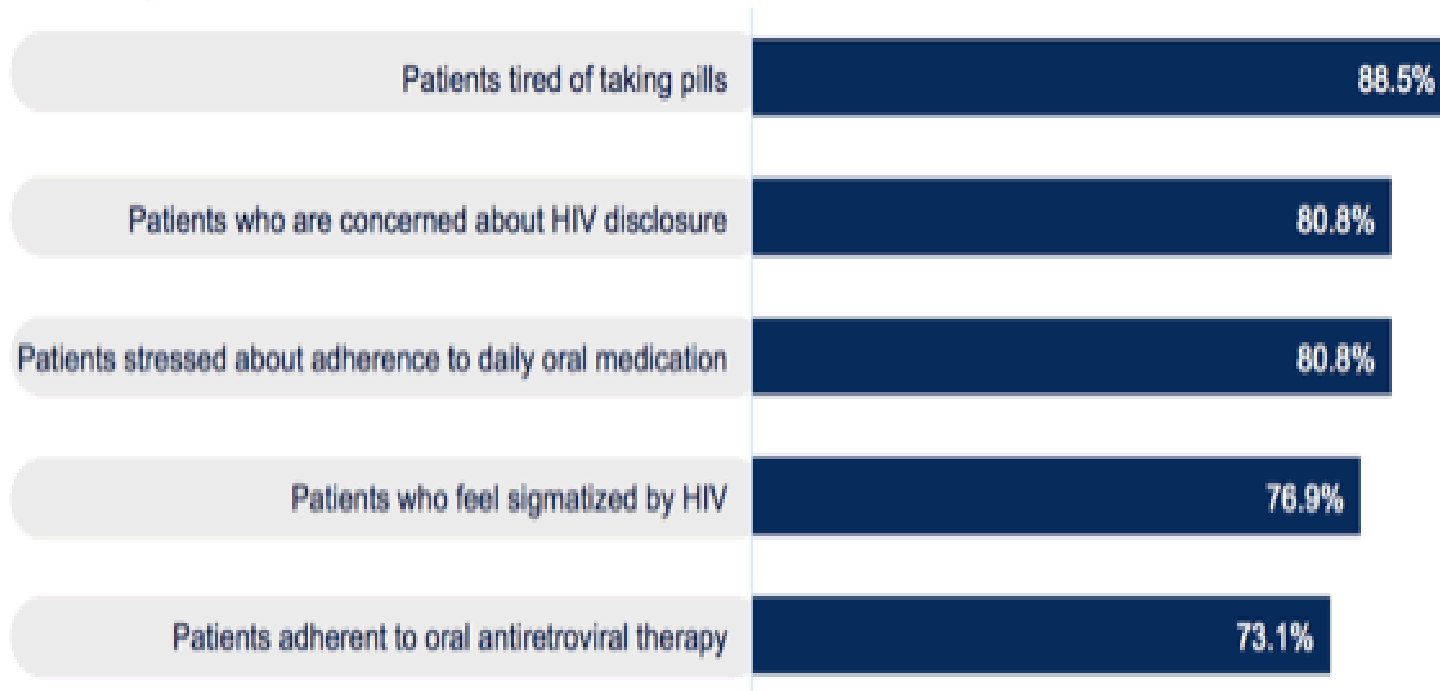 Patients tired of taking pills 88.5%
Patients who are concerned about HIV disclosure 80.8%
Patients stressed about adherence to daily oral medication 80.8%
Patients who feel sigmatized by HIV 76.9%
Patients adherent to oral antiretroviral therapy 73.1%